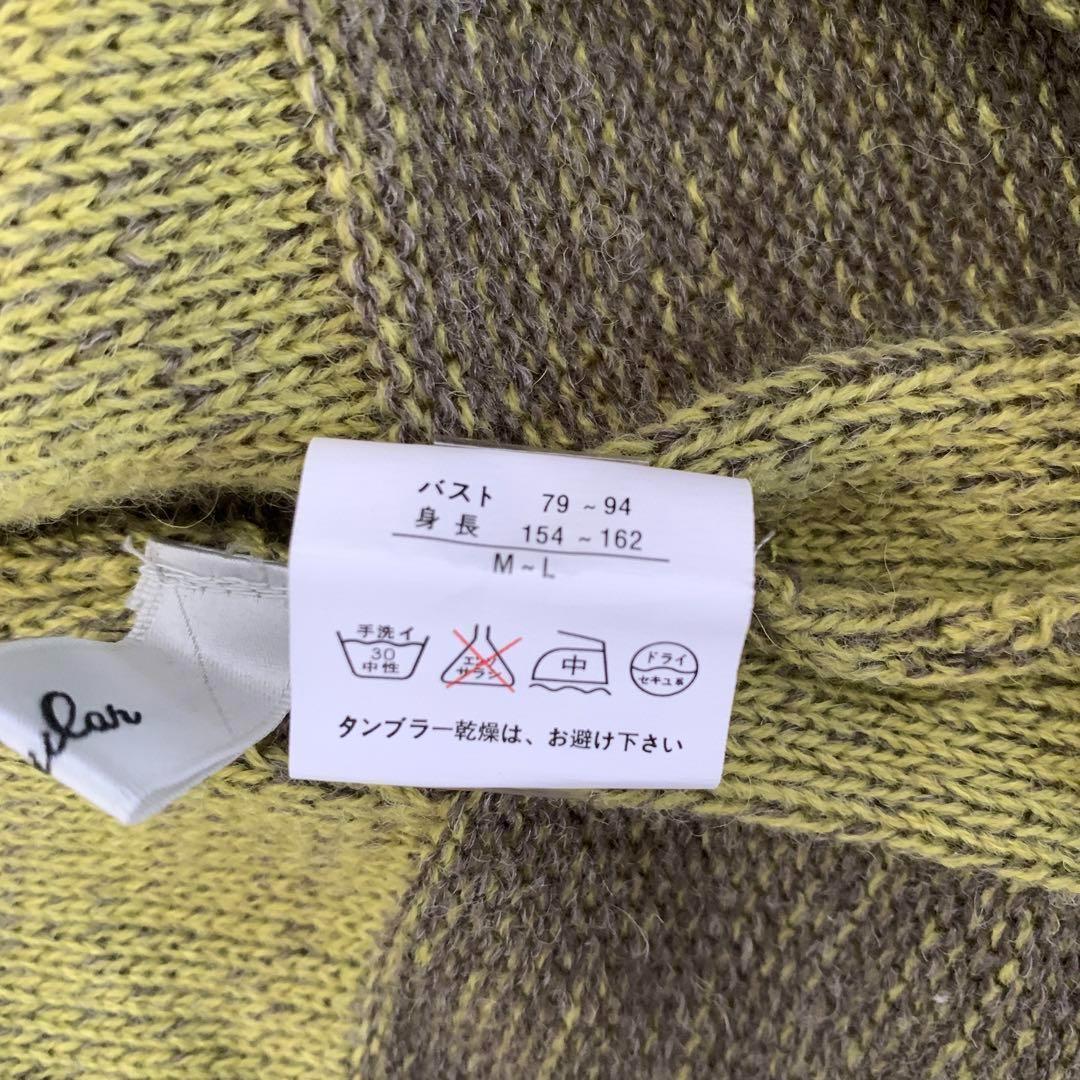 バスト 79 ~ 94
身長 154 ~ 162
M ~ L
手洗イ
30
中性
エンソ
サラシ
中
ドライ
セキユ系
タンブラー乾燥は、お避け下さい